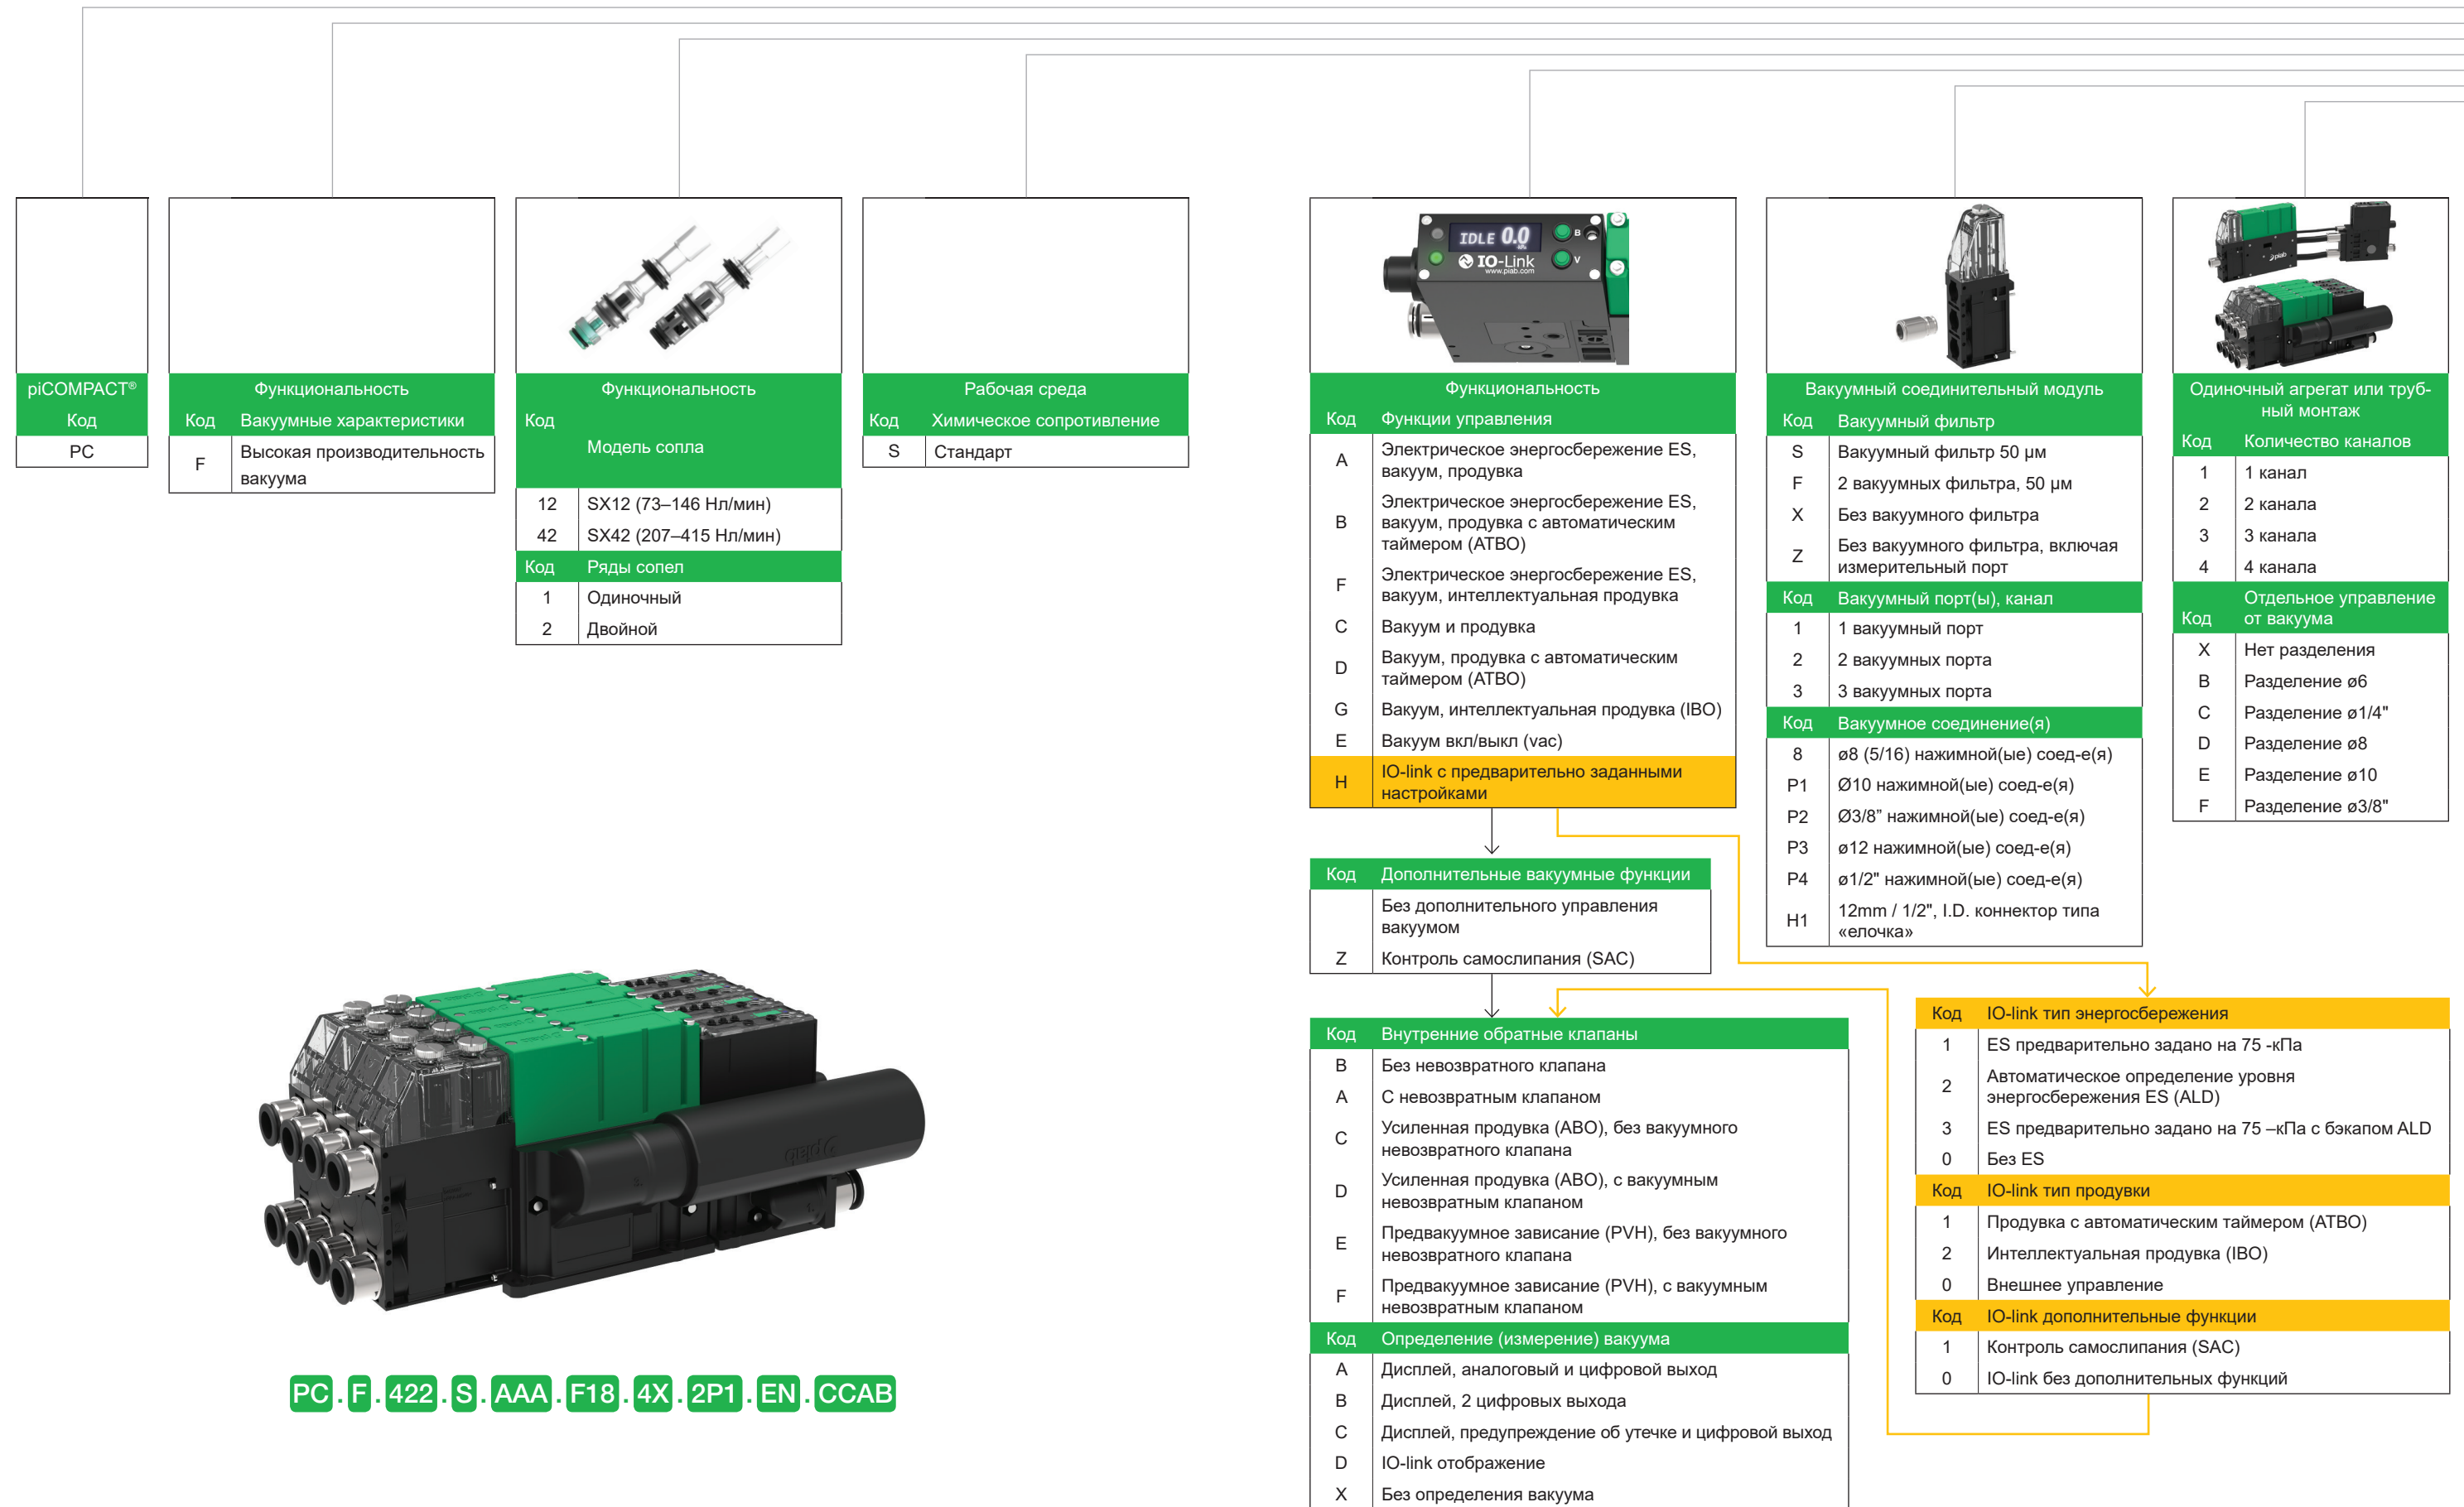 IDLE 0.0
kPa
B
IO-Link
www.piab.com
V
piab
piCOMPACT®
Код
PC
Функциональность
Код Вакуумные характеристики
F Высокая производительность
вакуума
Функциональность
Код
Модель сопла
12 SX12 (73–146 Нл/мин)
42 SX42 (207–415 Нл/мин)
Код Ряды сопел
1 Одиночный
2 Двойной
Рабочая среда
Код Химическое сопротивление
S Стандарт
Функциональность
Код Функции управления
A Электрическое энергосбережение ES,
вакуум, продувка
B Электрическое энергосбережение ES,
вакуум, продувка с автоматическим
таймером (ATBO)
F Электрическое энергосбережение ES,
вакуум, интеллектуальная продувка
C Вакуум и продувка
D Вакуум, продувка с автоматическим
таймером (ATBO)
G Вакуум, интеллектуальная продувка (IBO)
E Вакуум вкл/выкл (vac)
H IO-link с предварительно заданными
настройками
Код Дополнительные вакуумные функции
Без дополнительного управления
вакуумом
Z Контроль самослипания (SAC)
Код Внутренние обратные клапаны
B Без невозвратного клапана
A С невозвратным клапаном
C Усиленная продувка (ABO), без вакуумного
невозвратного клапана
D Усиленная продувка (ABO), с вакуумным
невозвратным клапаном
E Предвакуумное зависание (PVH), без вакуумного
невозвратного клапана
F Предвакуумное зависание (PVH), с вакуумным
невозвратным клапаном
Код Определение (измерение) вакуума
A Дисплей, аналоговый и цифровой выход
B Дисплей, 2 цифровых выхода
C Дисплей, предупреждение об утечке и цифровой выход
D IO-link отображение
X Без определения вакуума
Вакуумный соединительный модуль
Код Вакуумный фильтр
S Вакуумный фильтр 50 µм
F 2 вакуумных фильтра, 50 µм
X Без вакуумного фильтра
Z Без вакуумного фильтра, включая
измерительный порт
Код Вакуумный порт(ы), канал
1 1 вакуумный порт
2 2 вакуумных порта
3 3 вакуумных порта
Код Вакуумное соединение(я)
8 ø8 (5/16) нажимной(ые) соед-е(я)
P1 Ø10 нажимной(ые) соед-е(я)
P2 Ø3/8” нажимной(ые) соед-е(я)
P3 ø12 нажимной(ые) соед-е(я)
P4 ø1/2" нажимной(ые) соед-е(я)
H1 12mm / 1/2", I.D. коннектор типа
«елочка»
Одиночный агрегат или труб-
ный монтаж
Код Количество каналов
1 1 канал
2 2 канала
3 3 канала
4 4 канала
Код Отдельное управление
от вакуума
X Нет разделения
B Разделение ø6
C Разделение ø1/4"
D Разделение ø8
E Разделение ø10
F Разделение ø3/8"
Код IO-link тип энергосбережения
1 ES предварительно задано на 75 -кПа
2 Автоматическое определение уровня
энергосбережения ES (ALD)
3 ES предварительно задано на 75 –кПа с бэкапом ALD
0 Без ES
Код IO-link тип продувки
1 Продувка с автоматическим таймером (ATBO)
2 Интеллектуальная продувка (IBO)
0 Внешнее управление
Код IO-link дополнительные функции
1 Контроль самослипания (SAC)
0 IO-link без дополнительных функций
piab
PC.F.422.S.AAA.F18.4X.2P1.EN.CCAB